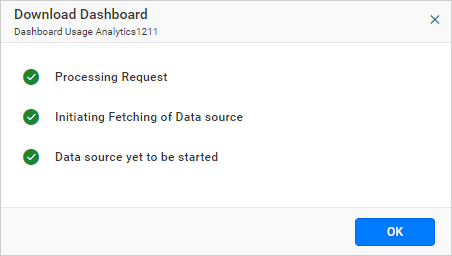 Download Dashboard
Dashboard Usage Analytics1211
Processing Request
Initiating Fetching of Data source
Data source yet to be started
OK